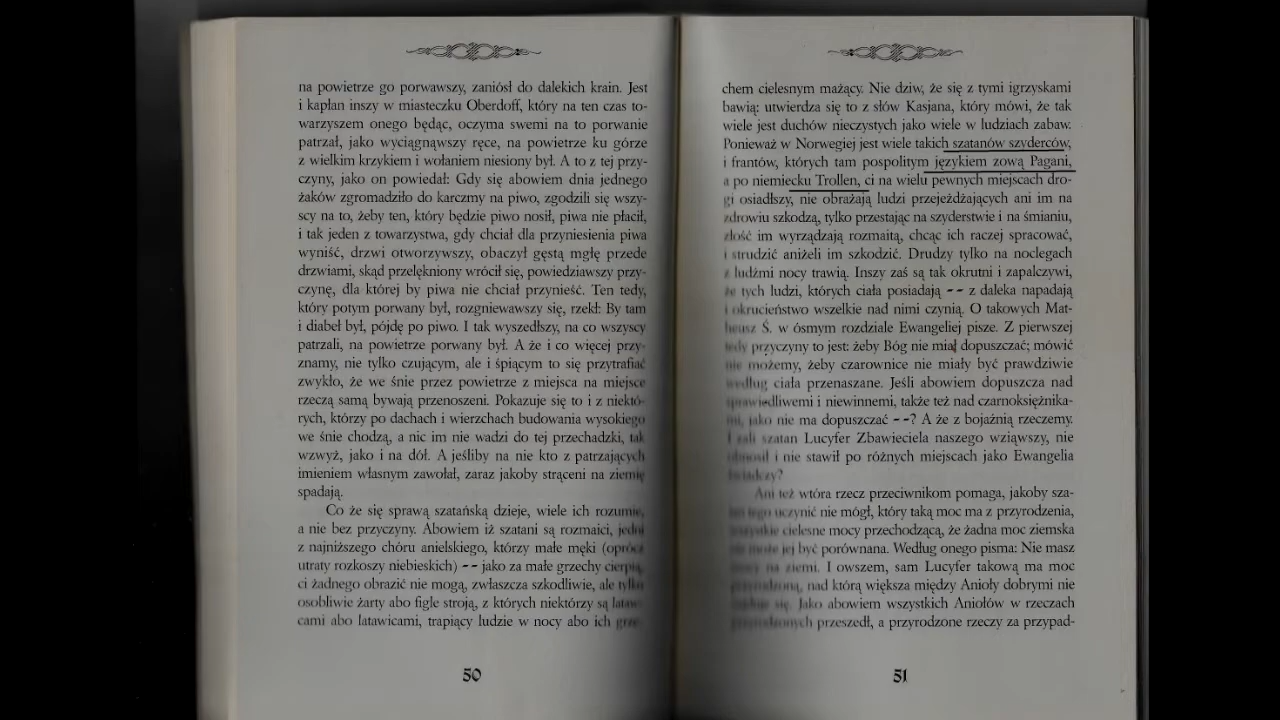 na powietrze go porwawszy, zaniósł do dalekich krain. Jest
i kapłan inszy w miasteczku Oberdoff, który na ten czas to-
warzyszem onego będąc, oczyma swemi na to porwanie
patrzał, jako wyciągnąwszy ręce, na powietrze ku górze
z wielkim krzykiem i wołaniem niesiony był. A to z tej przy-
czyny, jako on powiedał: Gdy się abowiem dnia jednego
żaków zgromadziło do karczmy na piwo, zgodzili się wszy-
scy na to, żeby ten, który będzie piwo nosił, piwa nie płacił,
i tak jeden z towarzystwa, gdy chciał dla przyniesienia piwa
wyniść, drzwi otworzywszy, obaczył gęstą mgłę przede
drzwiami, skąd przelękniony wrócił się, powiedziawszy przy-
czynę, dla której by piwa nie chciał przynieść. Ten tedy,
który potym porwany był, rozgniewawszy się, rzekł: By tam
i diabeł był, pójdę po piwo. I tak wyszedłszy, na co wszyscy
patrzali, na powietrze porwany był. A że i co więcej przy-
znamy, nie tylko czującym, ale i śpiącym to się przytrafiać
zwykło, że we śnie przez powietrze z miejsca na miejsce
rzeczą samą bywają przenoszeni. Pokazuje się to i z niektó-
rych, którzy po dachach i wierzchach budowania wysokiego
we śnie chodzą, a nic im nie wadzi do tej przechadzki, tak
wzwyż, jako i na dół. A jeśliby na nie kto z patrzających
imieniem własnym zawołał, zaraz jakoby strąceni na ziemię
spadają.
Co że się sprawą szatańską dzieje, wiele ich rozumie,
a nie bez przyczyny. Abowiem iż szatani są rozmaici, jedni
z najniższego chóru anielskiego, którzy małe męki (oprócz
utraty rozkoszy niebieskich) -- jako za małe grzechy cierpią,
ci żadnego obrazić nie mogą, zwłaszcza szkodliwie, ale tylko
osobliwie żarty abo figle stroją, z których niektórzy są lataw-
cami abo latawicami, trapiący ludzie w nocy abo ich grze-
50
chem cielesnym mażący. Nie dziw, że się z tymi igrzyskami
bawią: utwierdza się to z słów Kasjana, który mówi, że tak
wiele jest duchów nieczystych jako wiele w ludziach zabaw.
Ponieważ w Norwegiej jest wiele takich szatanów szyderców,
i frantów, których tam pospolitym językiem zową Pagani,
a po niemiecku Trollen, ci na wielu pewnych miejscach dro-
gi osiadłszy, nie obrażają ludzi przejeżdżających ani im na
zdrowiu szkodzą, tylko przestając na szyderstwie i na śmianiu,
złość im wyrządzają rozmaitą, chcąc ich raczej spracować,
i strudzić aniżeli im szkodzić. Drudzy tylko na noclegach
z ludźmi nocy trawią. Inszy zaś są tak okrutni i zapalczywi,
że tych ludzi, których ciała posiadają -- z daleka napadają
i okrucieństwo wszelkie nad nimi czynią. O takowych Mat-
heusz Ś. w ósmym rozdziale Ewangeliej pisze. Z pierwszej
tedy przyczyny to jest: żeby Bóg nie miał dopuszczać; mówić
nie możemy, żeby czarownice nie miały być prawdziwie
według ciała przenaszane. Jeśli abowiem dopuszcza nad
sprawiedliwemi i niewinnemi, także też nad czarnoksiężnika-
mi, jako nie ma dopuszczać --? A że z bojaźnią rzeczemy.
I zali szatan Lucyfer Zbawieciela naszego wziąwszy, nie
obnosił i nie stawił po różnych miejscach jako Ewangelia
świadczy?
Ani też wtóra rzecz przeciwnikom pomaga, jakoby sza-
tan tego uczynić nie mógł, który taką moc ma z przyrodzenia,
wszystkie cielesne mocy przechodzącą, że żadna moc ziemska
nie może jej być porównana. Według onego pisma: Nie masz
mocy na ziemi. I owszem, sam Lucyfer takową ma moc
przyrodzoną, nad którą większa między Anioły dobrymi nie
najduje się. Jako abowiem wszystkich Aniołów w rzeczach
przyrodzonych przeszedł, a przyrodzone rzeczy za przypad-
51